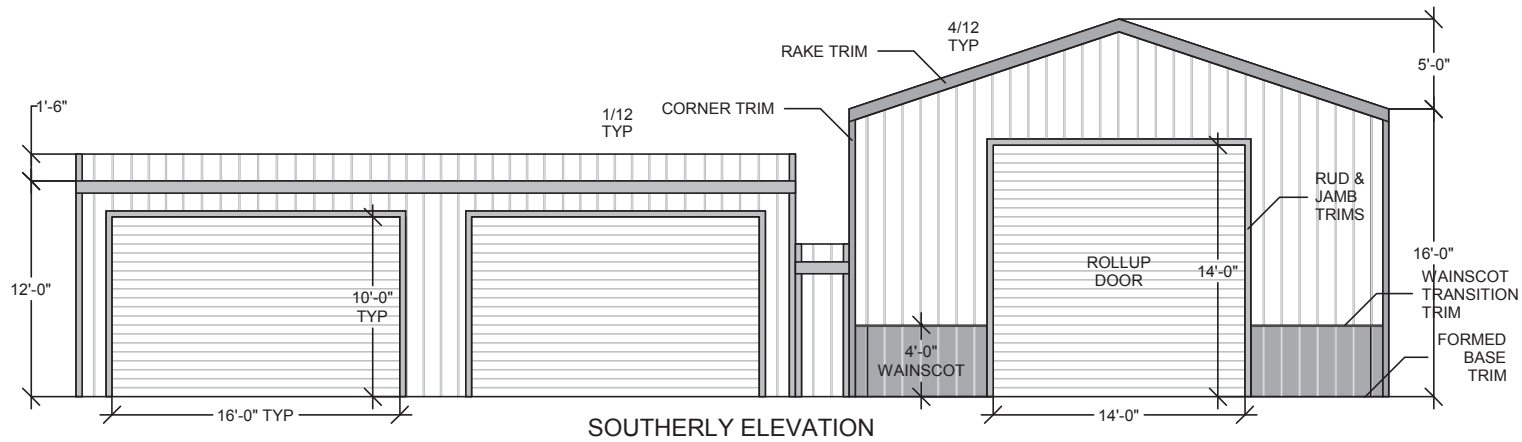 4/12
TYP
RAKE TRIM
5'-0"
1'-6"
CORNER TRIM
1/12
TYP
RUD &
JAMB
TRIMS
16'-0"
ROLLUP
DOOR
14'-0"
WAINSCOT
TRANSITION
TRIM
12'-0"
10'-0"
TYP
4'-0"
WAINSCOT
FORMED
BASE
TRIM
16'-0" TYP
14'-0"
SOUTHERLY ELEVATION